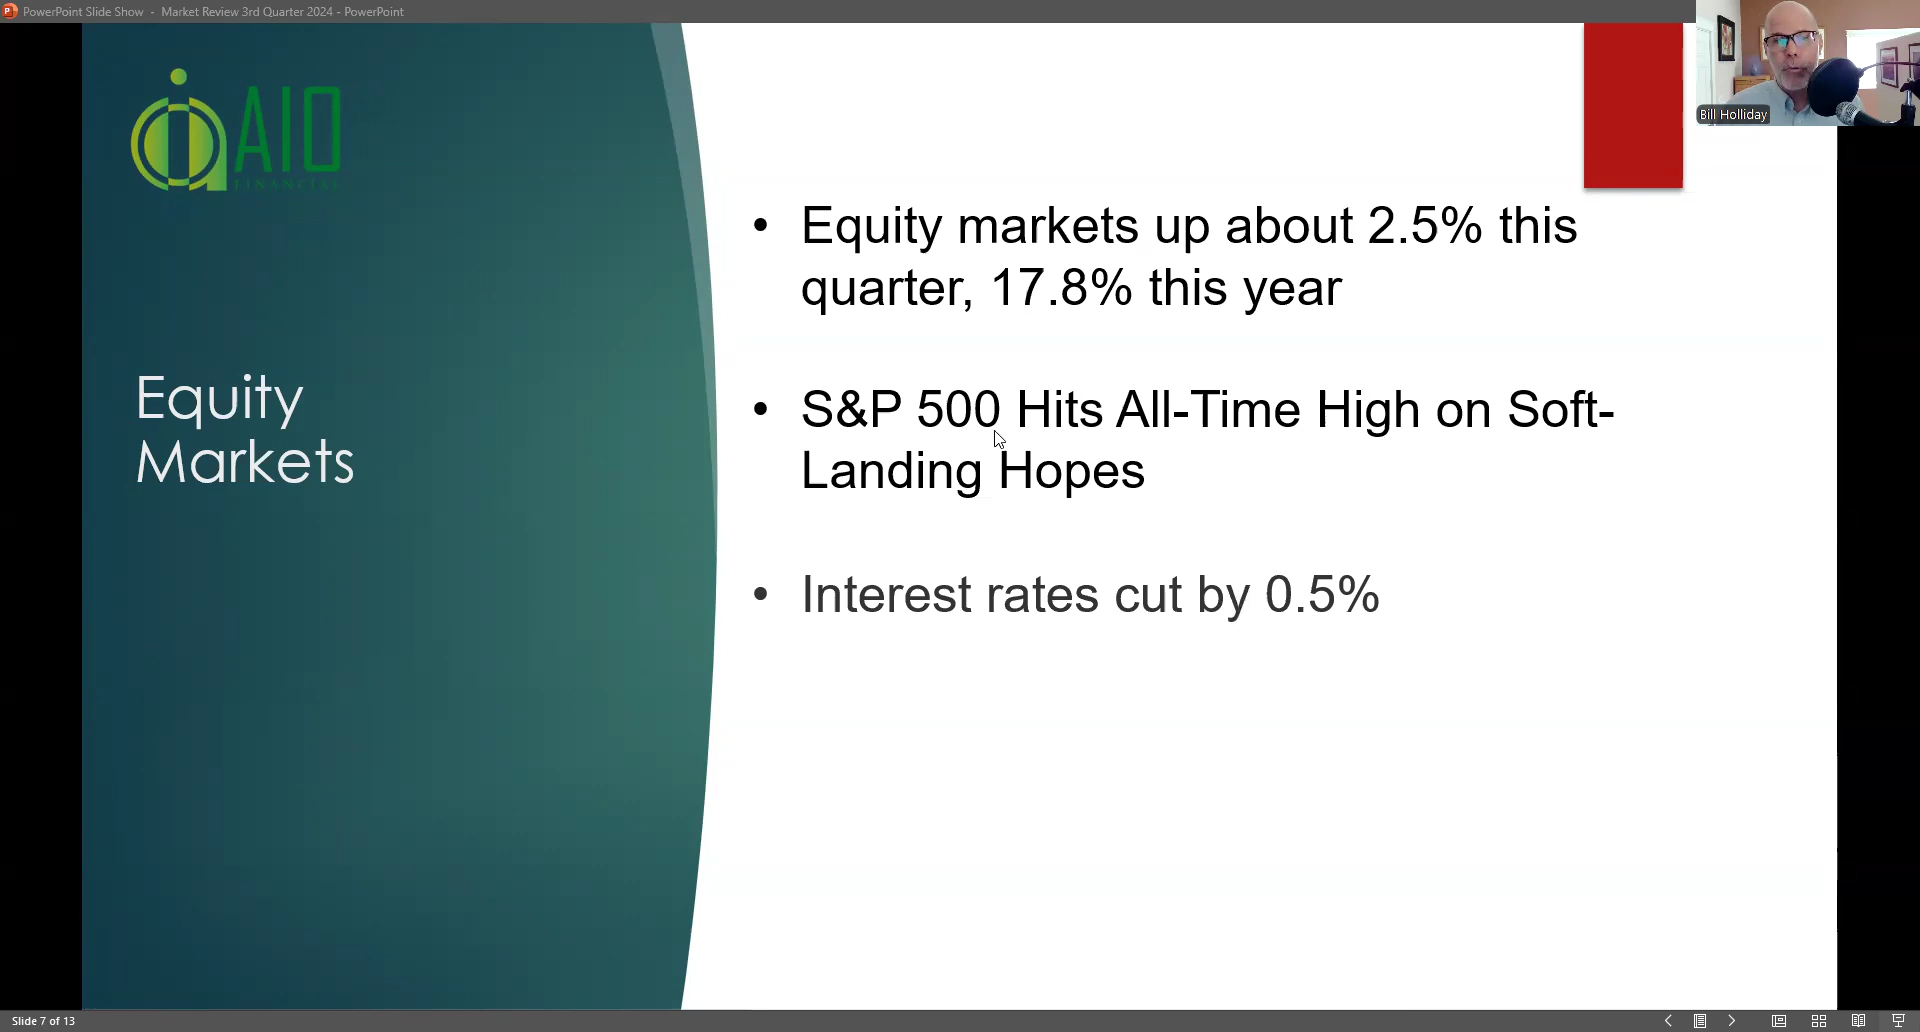 PowerPoint Slide Show - Market Review 3rd Quarter 2024 - PowerPoint
Bill Holliday
AIO
FINANCIAL
Equity
Markets
• Equity markets up about 2.5% this
quarter, 17.8% this year
• S&P 500 Hits All-Time High on Soft-
Landing Hopes
• Interest rates cut by 0.5%
Slide 7 of 13